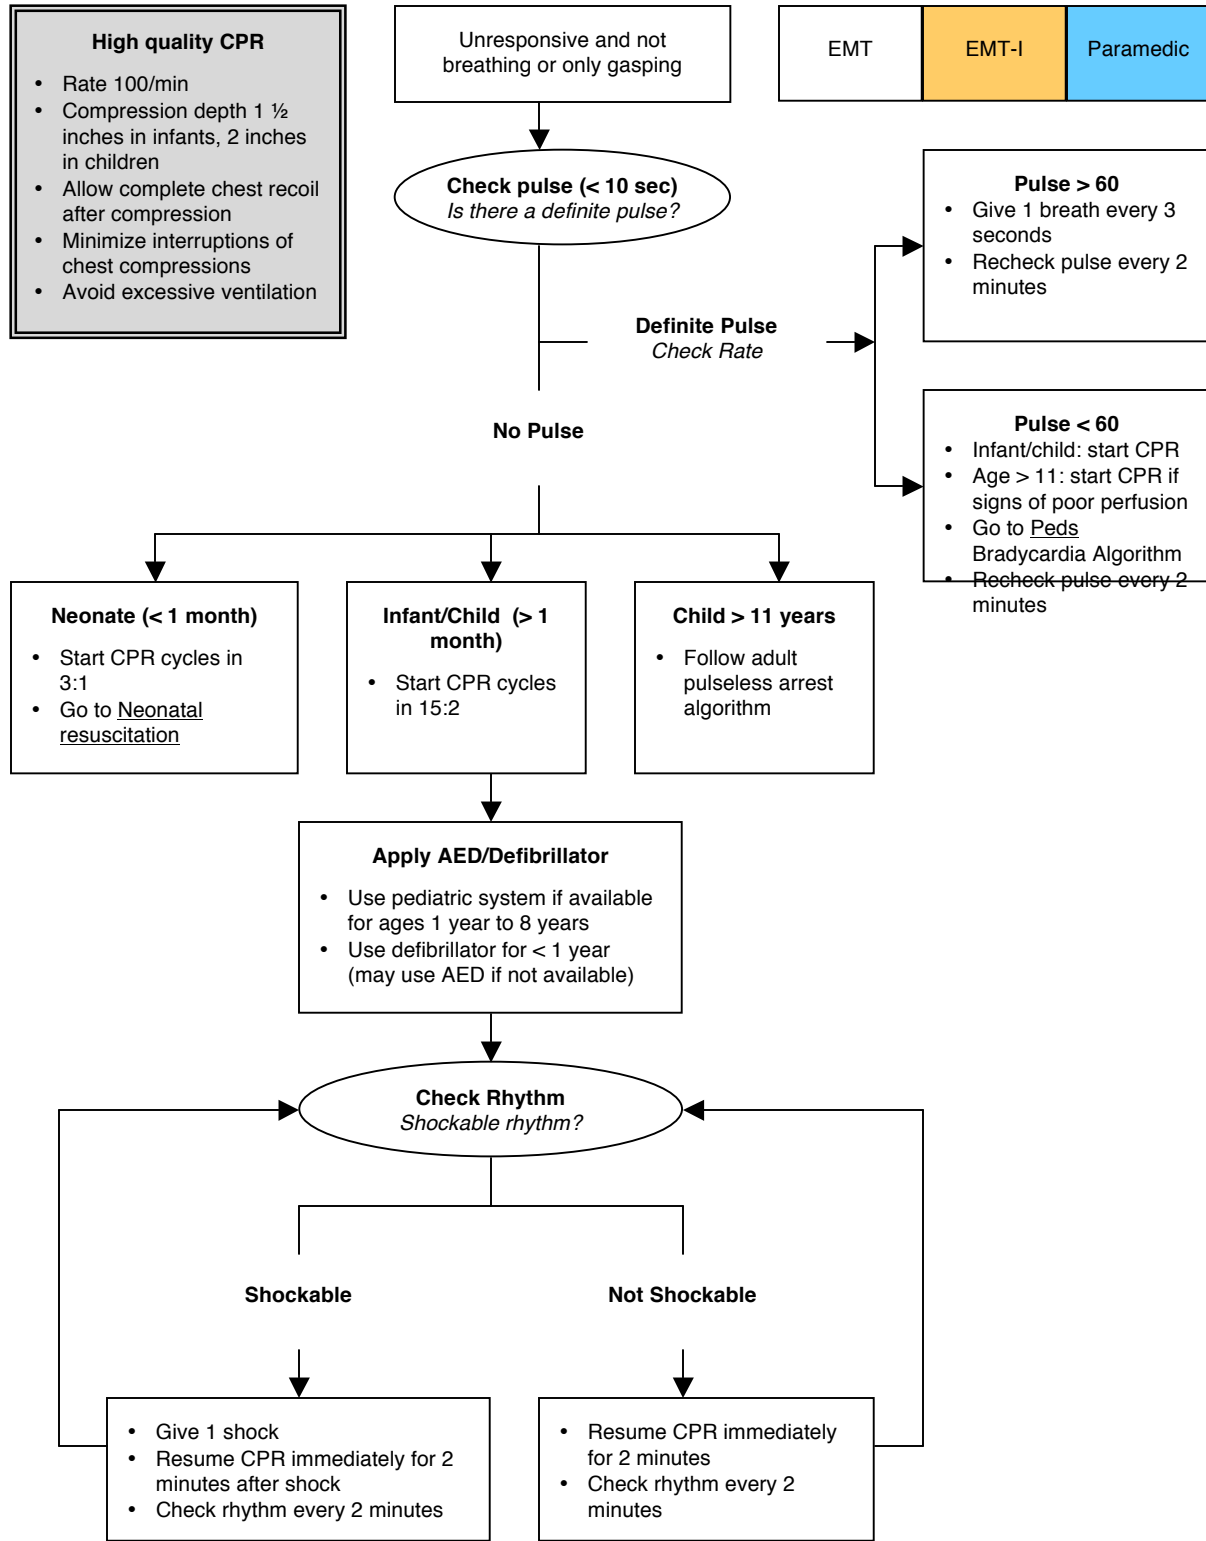 High quality CPR
• Rate 100/min
• Compression depth 1 ½
inches in infants, 2 inches
in children
• Allow complete chest recoil
after compression
• Minimize interruptions of
chest compressions
• Avoid excessive ventilation
Unresponsive and not
breathing or only gasping
EMT
EMT-I
Paramedic
Check pulse (< 10 sec)
Is there a definite pulse?
Pulse > 60
• Give 1 breath every 3
seconds
• Recheck pulse every 2
minutes
Definite Pulse
Check Rate
Pulse < 60
• Infant/child: start CPR
• Age > 11: start CPR if
signs of poor perfusion
• Go to Peds
Bradycardia Algorithm
• Recheck pulse every 2
minutes
No Pulse
Neonate (< 1 month)
• Start CPR cycles in
3:1
• Go to Neonatal
resuscitation
Infant/Child (> 1
month)
• Start CPR cycles
in 15:2
Child > 11 years
• Follow adult
pulseless arrest
algorithm
Apply AED/Defibrillator
• Use pediatric system if available
for ages 1 year to 8 years
• Use defibrillator for < 1 year
(may use AED if not available)
Check Rhythm
Shockable rhythm?
Shockable
Not Shockable
• Give 1 shock
• Resume CPR immediately for 2
minutes after shock
• Check rhythm every 2 minutes
• Resume CPR immediately
for 2 minutes
• Check rhythm every 2
minutes